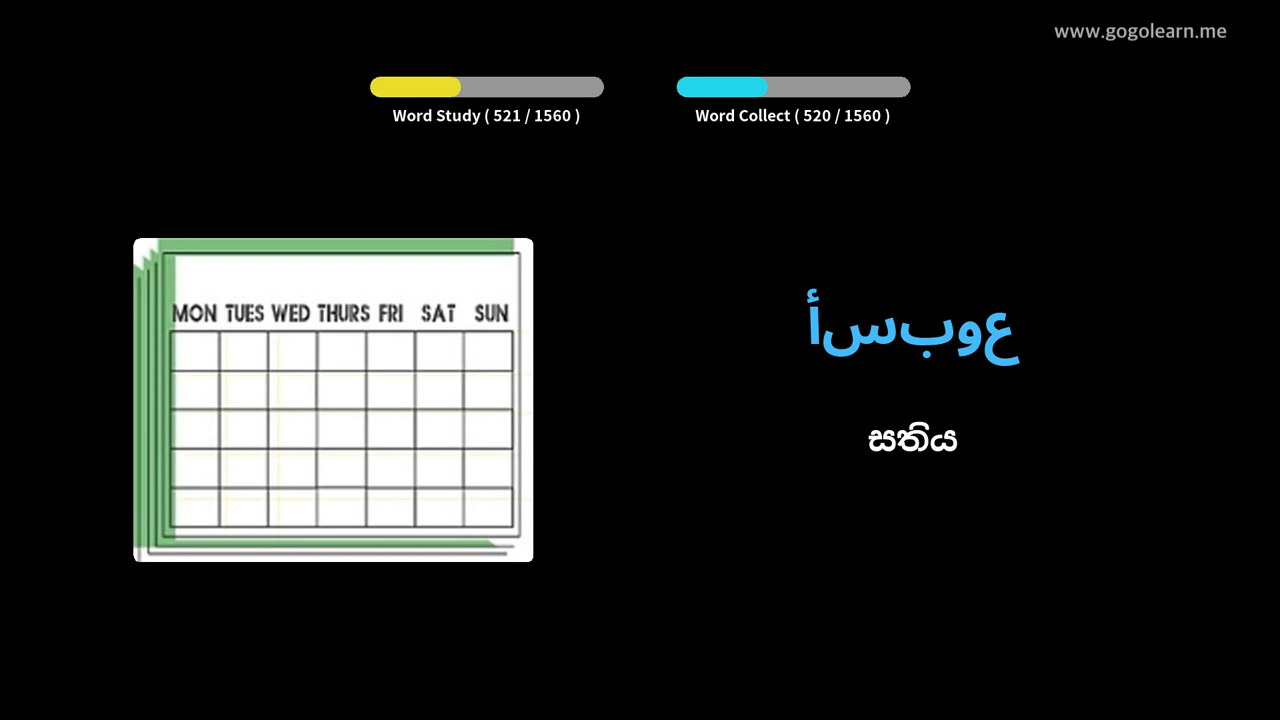 www.gogolearn.me
Word Study ( 521 / 1560 )
Word Collect ( 520 / 1560 )
MON TUES WED THURS FRI SAT SUN
عوبسأ
සතිය